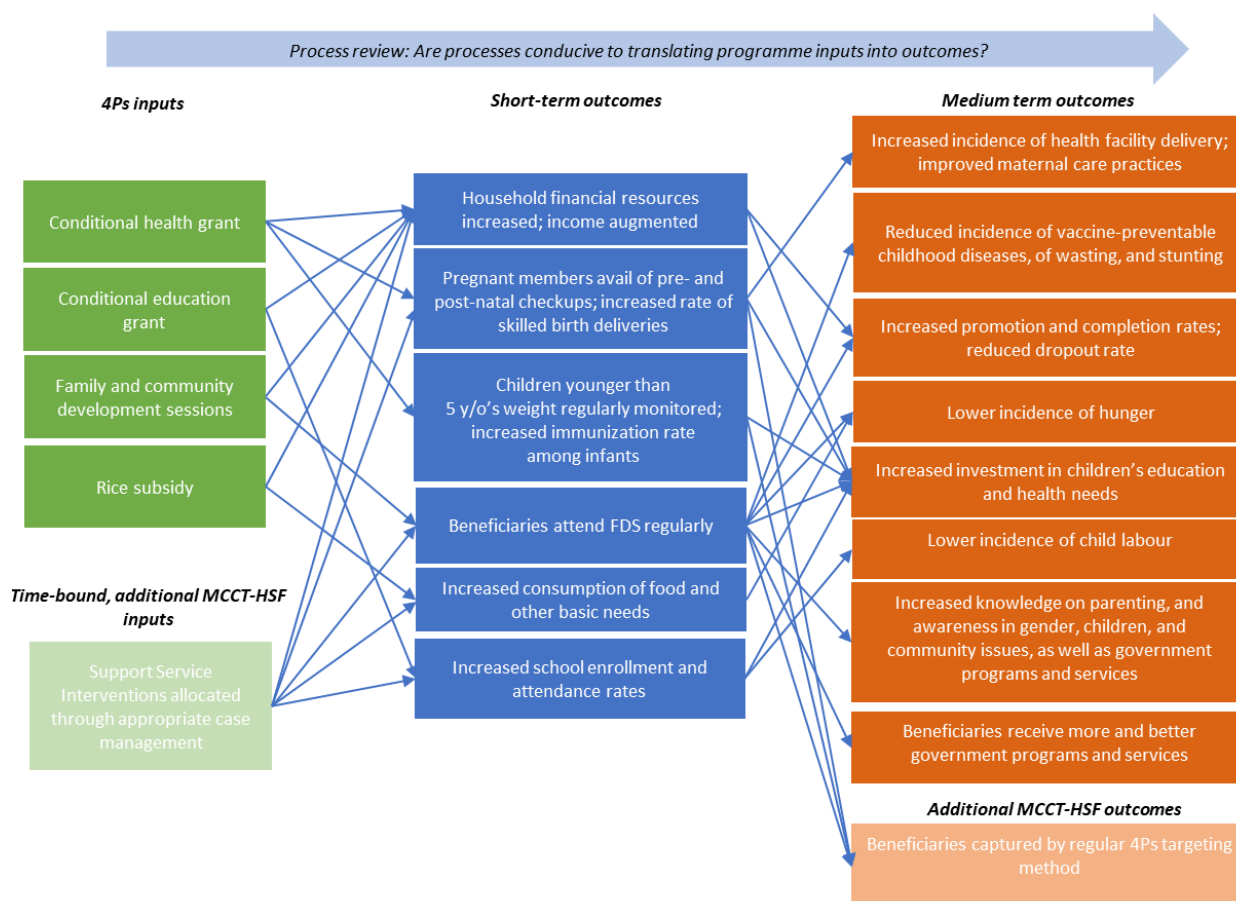 Process review: Are processes conducive to translating programme inputs into outcomes?
4Ps inputs
Conditional health grant
Conditional education
grant
Family and community
development sessions
Rice subsidy
Time-bound, additional MCCT-HSF
inputs
Support Service
Interventions allocated
through appropriate case
management
Short-term outcomes
Household financial resources
increased; income augmented
Pregnant members avail of pre- and
post-natal checkups; increased rate of
skilled birth deliveries
Children younger than
5 y/o’s weight regularly monitored;
increased immunization rate
among infants
Beneficiaries attend FDS regularly
Increased consumption of food and
other basic needs
Increased school enrollment and
attendance rates
Medium term outcomes
Increased incidence of health facility delivery;
improved maternal care practices
Reduced incidence of vaccine-preventable
childhood diseases, of wasting, and stunting
Increased promotion and completion rates;
reduced dropout rate
Lower incidence of hunger
Increased investment in children’s education
and health needs
Lower incidence of child labour
Increased knowledge on parenting, and
awareness in gender, children, and
community issues, as well as government
programs and services
Beneficiaries receive more and better
government programs and services
Additional MCCT-HSF outcomes
Beneficiaries captured by regular 4Ps targeting
method